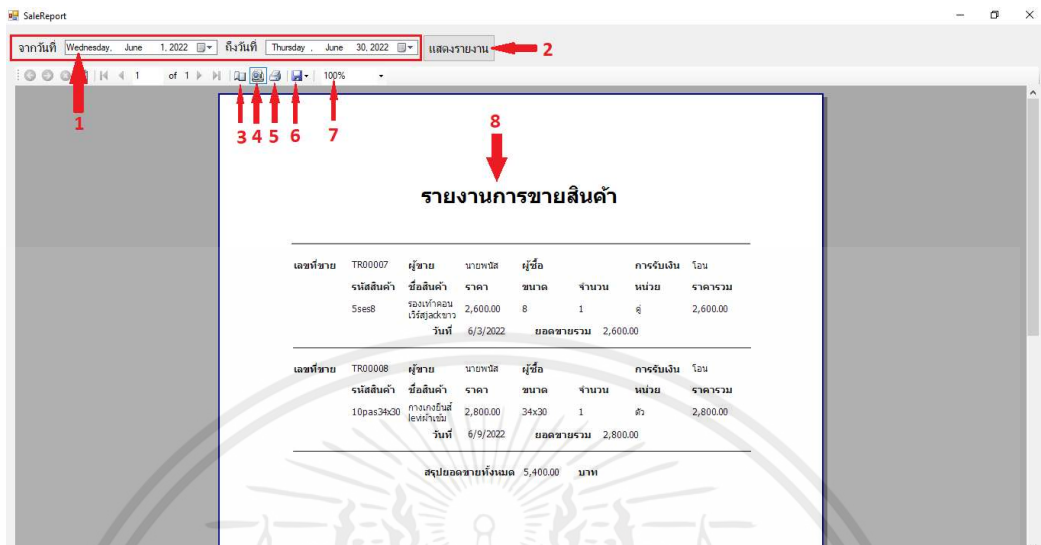 SaleReport
จากวันที่ Wednesday, June 1, 2022 ถึงวันที่ Thursday , June 30, 2022 แสดงรายงาน 2
1 of 1 100%
1
3 4 5 6 7
8
รายงานการขายสินค้า
เลขที่ขาย TR00007 ผู้ขาย นายพนัส ผู้ซื้อ การรับเงิน โอน
รหัสสินค้า ชื่อสินค้า ราคา ขนาด จำนวน หน่วย ราคารวม
5ses8 รองเท้าคอน 2,600.00 8 1 คู่ 2,600.00
เวิร์สjackขาว
วันที่ 6/3/2022 ยอดขายรวม 2,600.00
เลขที่ขาย TR00008 ผู้ขาย นายพนัส ผู้ซื้อ การรับเงิน โอน
รหัสสินค้า ชื่อสินค้า ราคา ขนาด จำนวน หน่วย ราคารวม
10pas34x30 กางเกงยีนส์ 2,800.00 34x30 1 ตัว 2,800.00
leviผ้าเข้ม
วันที่ 6/9/2022 ยอดขายรวม 2,800.00
สรุปยอดขายทั้งหมด 5,400.00 บาท